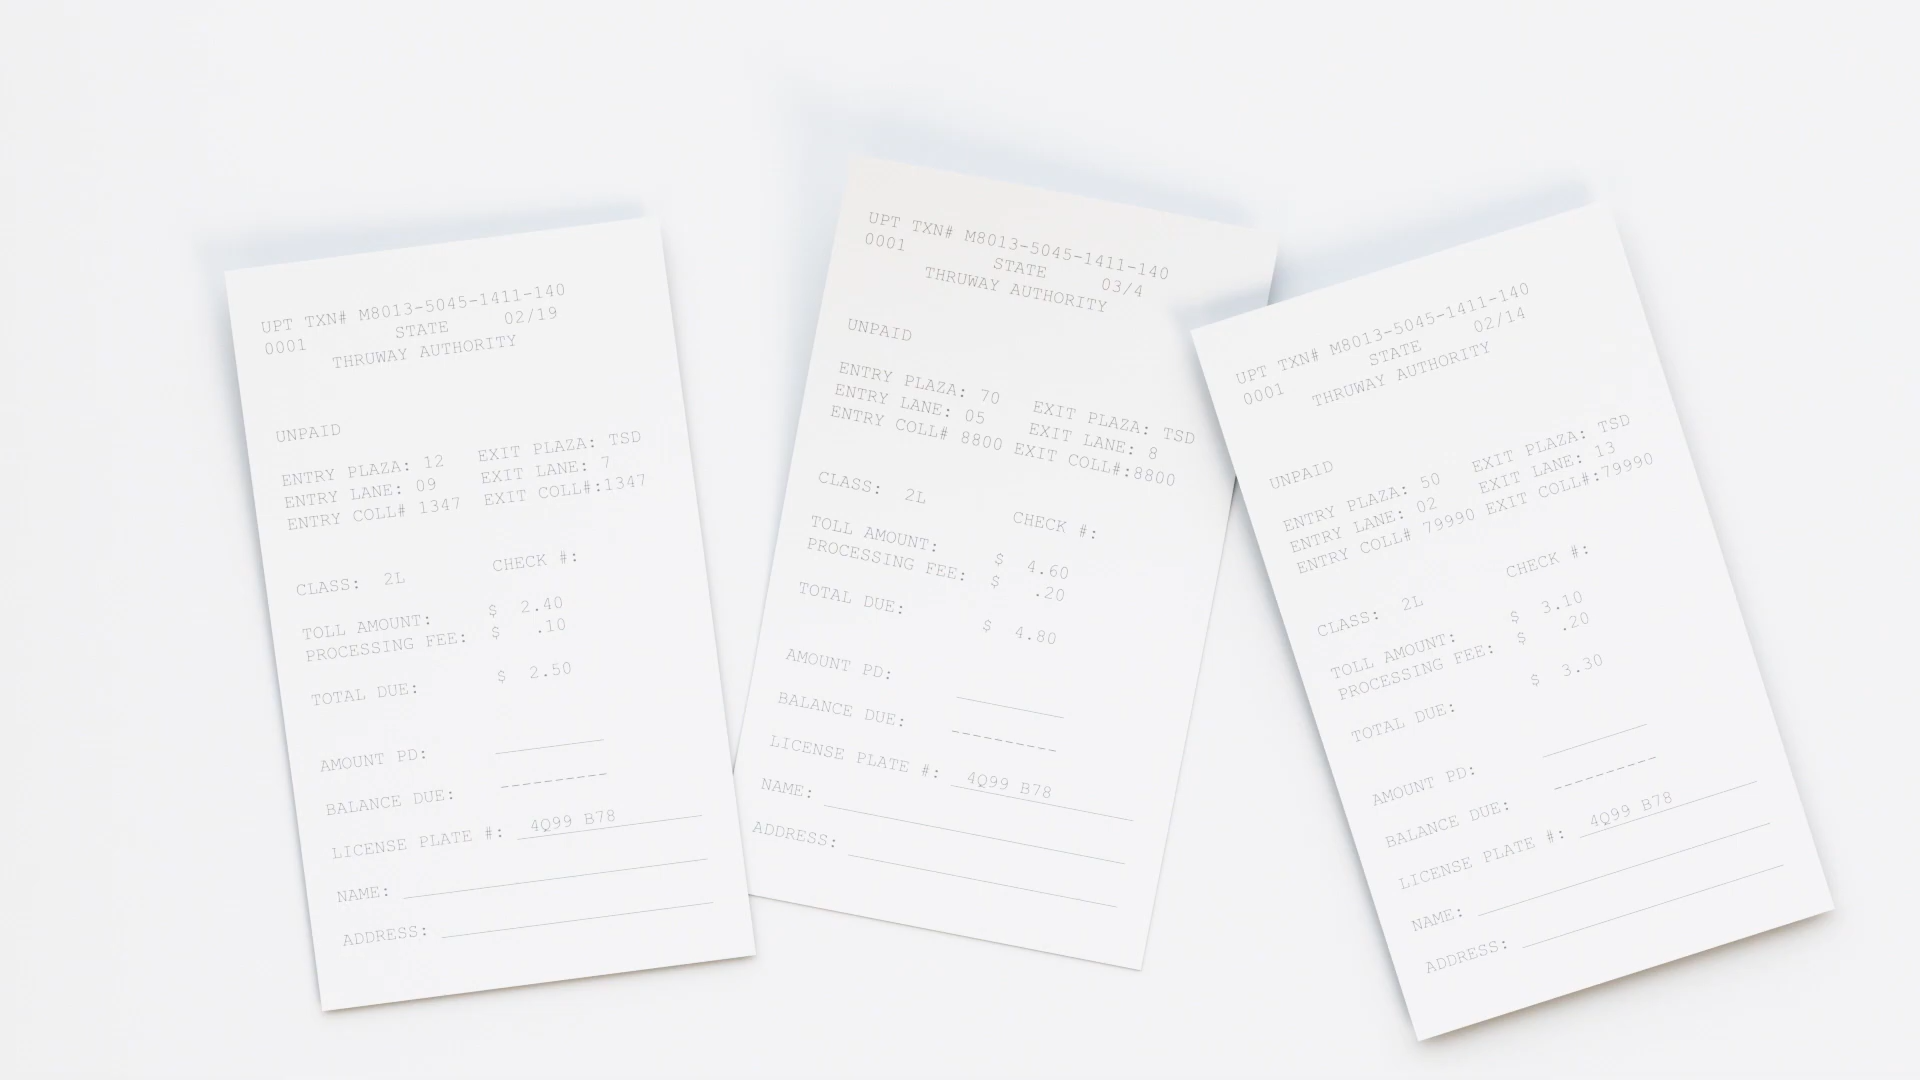 UPT TXN# M8013-5045-1411-140
0001 STATE 02/19
THRUWAY AUTHORITY
UNPAID
ENTRY PLAZA: 12 EXIT PLAZA: TSD
ENTRY LANE: 09 EXIT LANE: 7
ENTRY COLL# 1347 EXIT COLL#:1347
CLASS: 2L CHECK #:
TOLL AMOUNT: $ 2.40
PROCESSING FEE: $ .10
TOTAL DUE: $ 2.50
AMOUNT PD:
BALANCE DUE:
LICENSE PLATE #: 4Q99 B78
NAME:
ADDRESS:
UPT TXN# M8013-5045-1411-140
0001 STATE 03/4
THRUWAY AUTHORITY
UNPAID
ENTRY PLAZA: 70 EXIT PLAZA: TSD
ENTRY LANE: 05 EXIT LANE: 8
ENTRY COLL# 8800 EXIT COLL#:8800
CLASS: 2L CHECK #:
TOLL AMOUNT: $ 4.60
PROCESSING FEE: $ .20
TOTAL DUE: $ 4.80
AMOUNT PD:
BALANCE DUE:
LICENSE PLATE #: 4Q99 B78
NAME:
ADDRESS:
UPT TXN# M8013-5045-1411-140
0001 STATE 02/14
THRUWAY AUTHORITY
UNPAID
ENTRY PLAZA: 50 EXIT PLAZA: TSD
ENTRY LANE: 02 EXIT LANE: 13
ENTRY COLL# 79990 EXIT COLL#:79990
CLASS: 2L CHECK #:
TOLL AMOUNT: $ 3.10
PROCESSING FEE: $ .20
TOTAL DUE: $ 3.30
AMOUNT PD:
BALANCE DUE:
LICENSE PLATE #: 4Q99 B78
NAME:
ADDRESS: